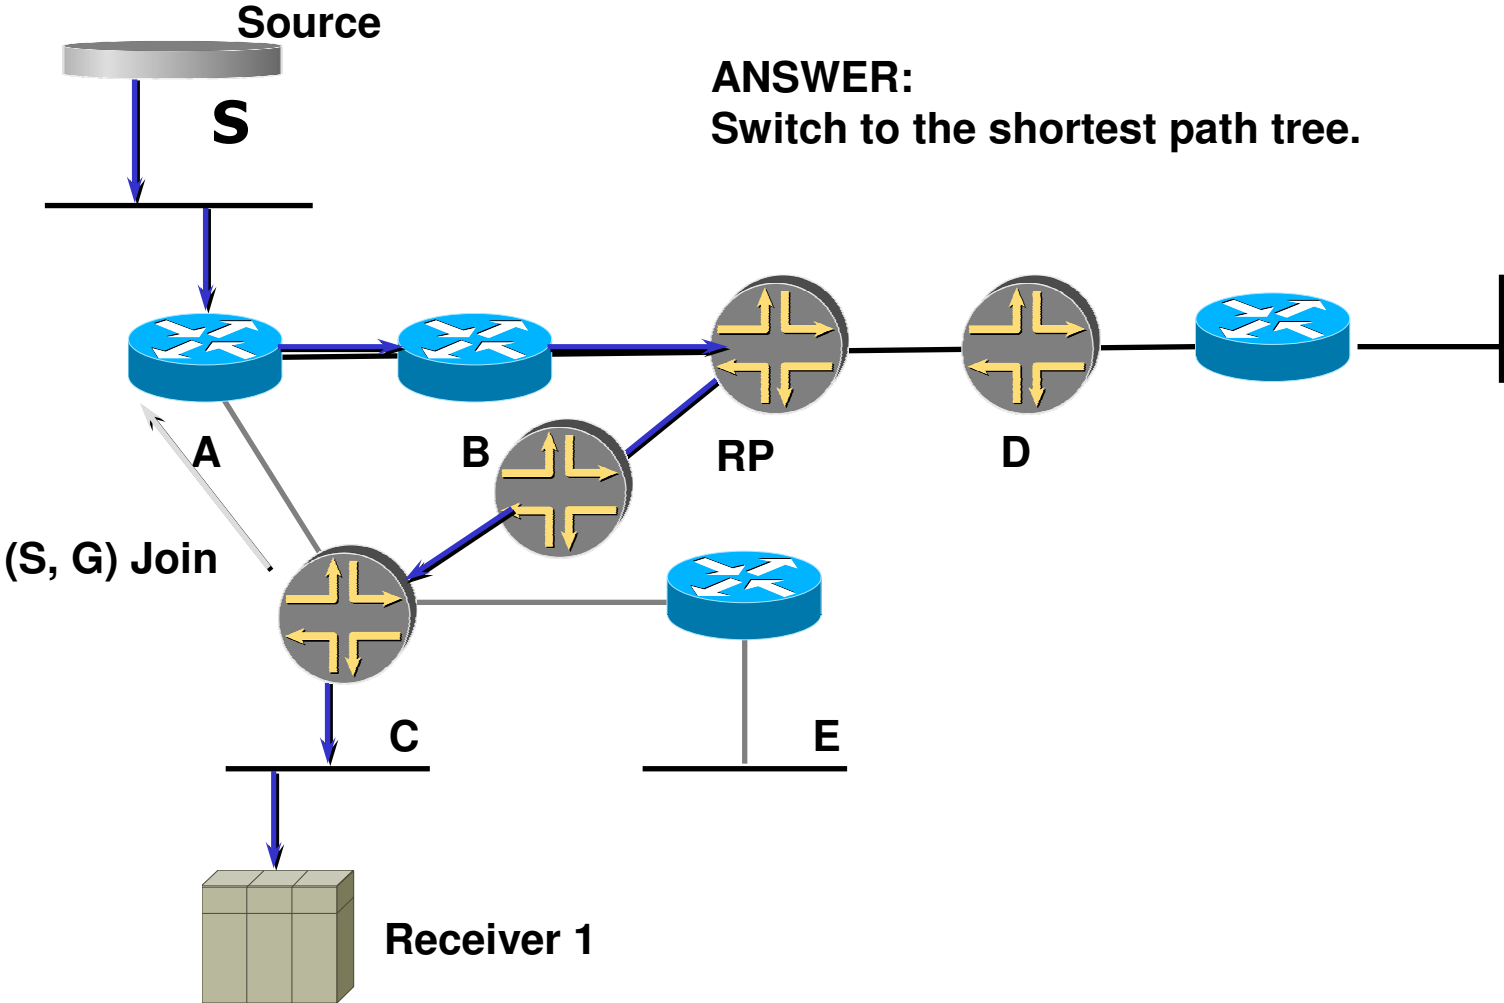 Source
S
ANSWER:
Switch to the shortest path tree.
A
B
RP
D
(S, G) Join
C
E
Receiver 1